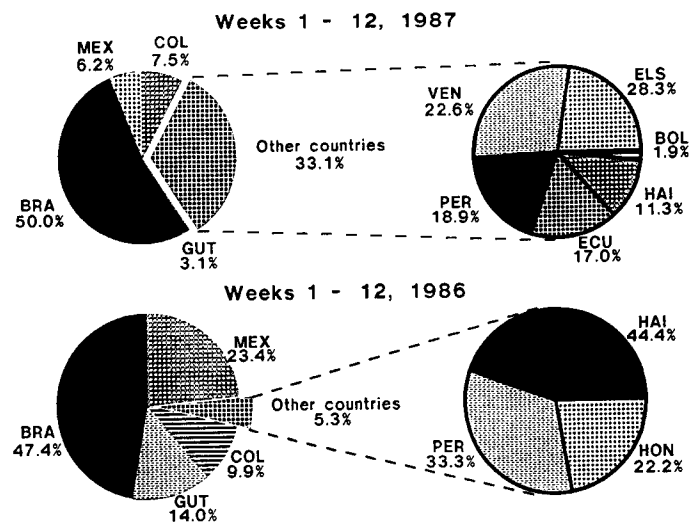 Weeks 1 - 12, 1987
MEX
6.2%
COL
7.5%
Other countries
33.1%
BRA
50.0%
GUT
3.1%
VEN
22.6%
ELS
28.3%
BOL
1.9%
HAI
11.3%
PER
18.9%
ECU
17.0%
Weeks 1 - 12, 1986
MEX
23.4%
Other countries
5.3%
BRA
47.4%
COL
9.9%
GUT
14.0%
HAI
44.4%
PER
33.3%
HON
22.2%